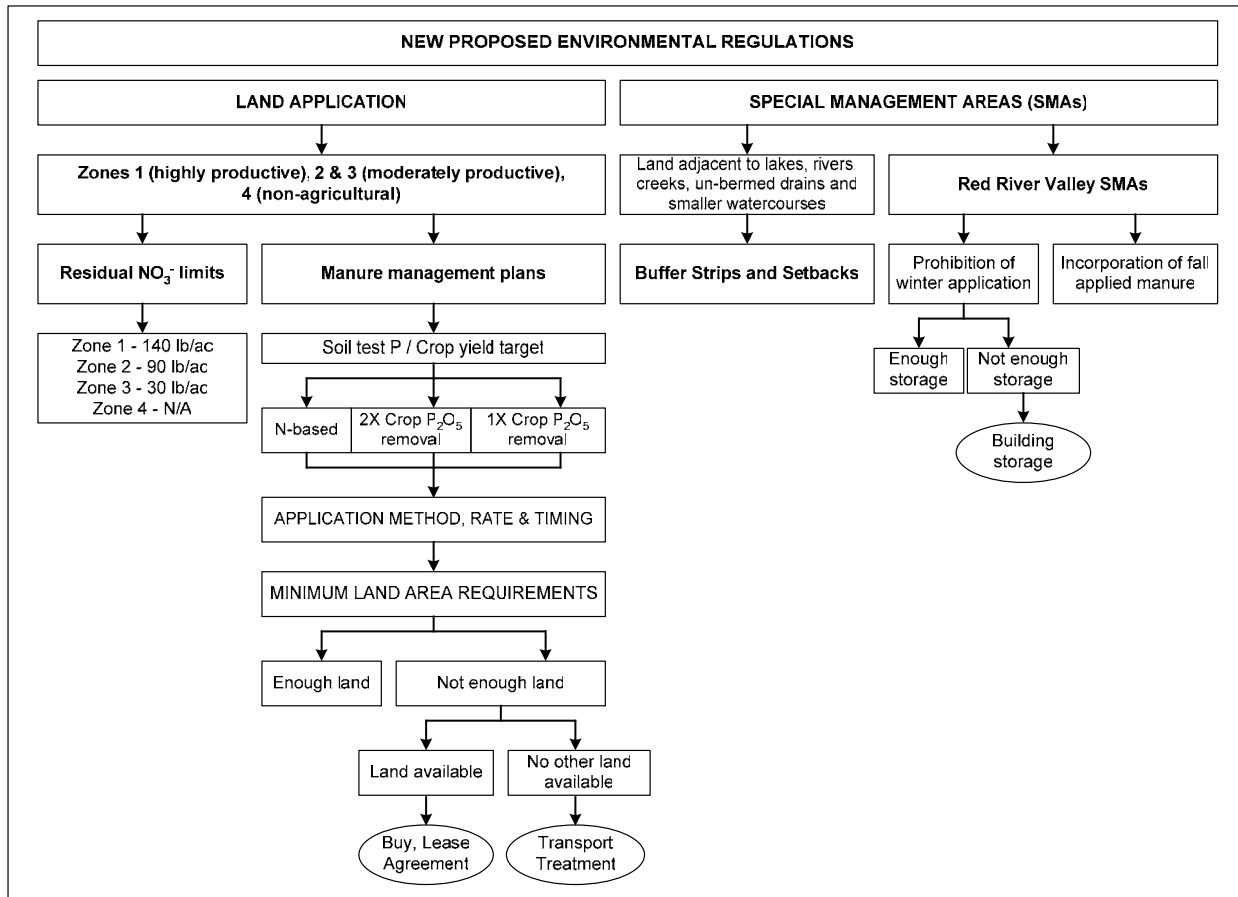 NEW PROPOSED ENVIRONMENTAL REGULATIONS
LAND APPLICATION
SPECIAL MANAGEMENT AREAS (SMAs)
Zones 1 (highly productive), 2 & 3 (moderately productive),
4 (non-agricultural)
Land adjacent to lakes, rivers
creeks, un-bermed drains and
smaller watercourses
Red River Valley SMAs
Residual NO₃⁻ limits
Manure management plans
Buffer Strips and Setbacks
Prohibition of
winter application
Incorporation of fall
applied manure
Zone 1 - 140 lb/ac
Zone 2 - 90 lb/ac
Zone 3 - 30 lb/ac
Zone 4 - N/A
Soil test P / Crop yield target
Enough
storage
Not enough
storage
N-based
2X Crop P₂O₅
removal
1X Crop P₂O₅
removal
Building
storage
APPLICATION METHOD, RATE & TIMING
MINIMUM LAND AREA REQUIREMENTS
Enough land
Not enough land
Land available
No other land
available
Buy, Lease
Agreement
Transport
Treatment